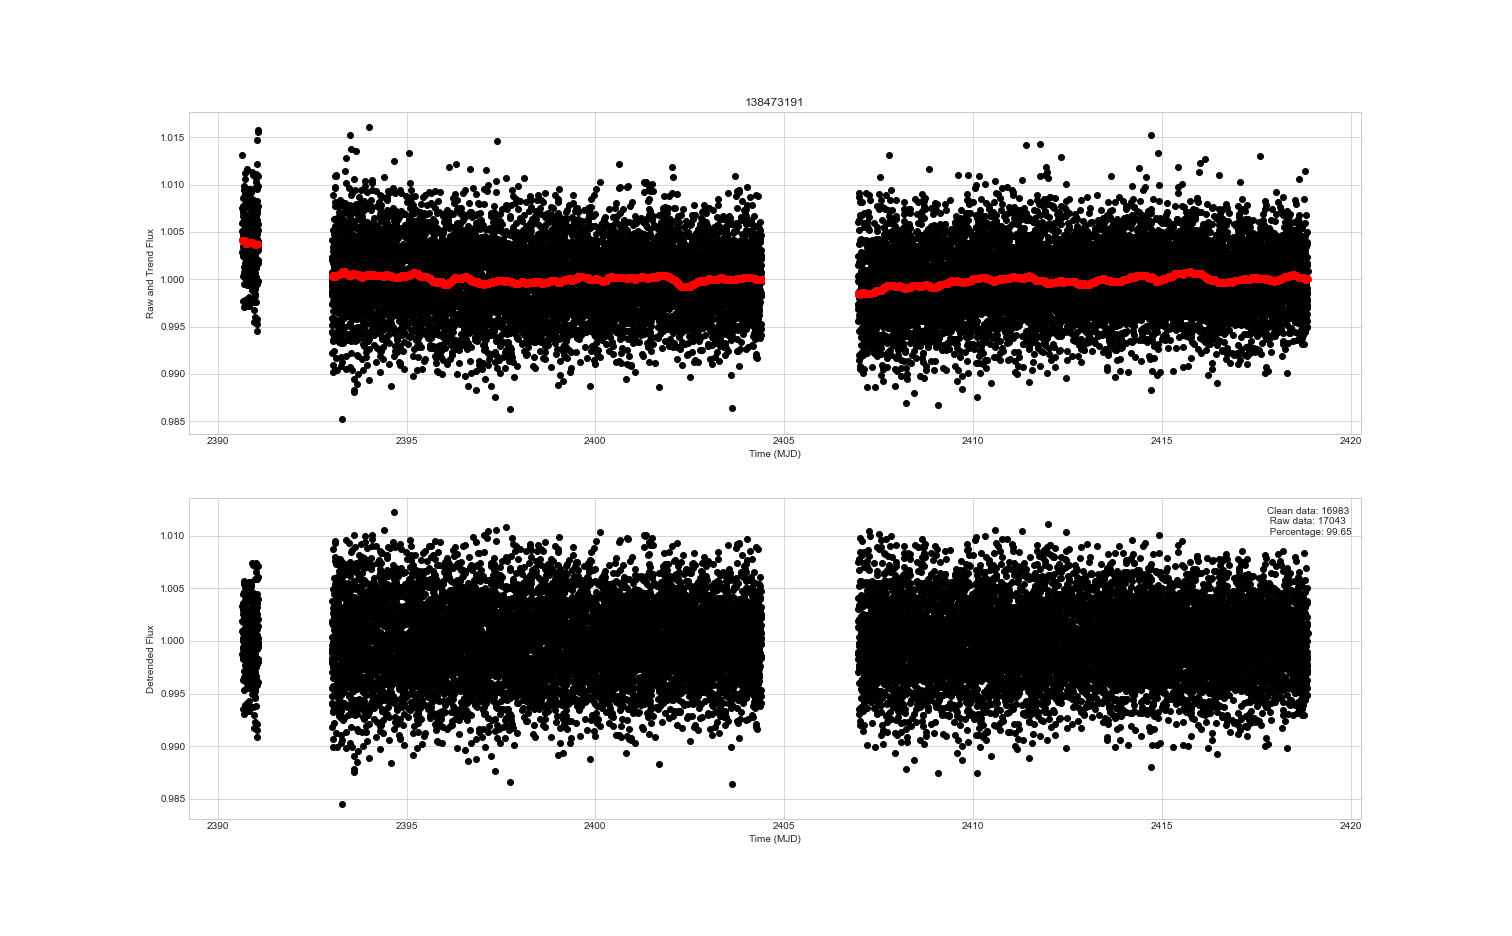 138473191
1.015
1.010
1.005
1.000
0.995
0.990
0.985
Raw and Trend Flux
2390 2395 2400 2405 2410 2415 2420
Time (MJD)
Clean data: 16983
Raw data: 17043
Percentage: 99.65
1.010
1.005
1.000
0.995
0.990
0.985
Detrended Flux
2390 2395 2400 2405 2410 2415 2420
Time (MJD)